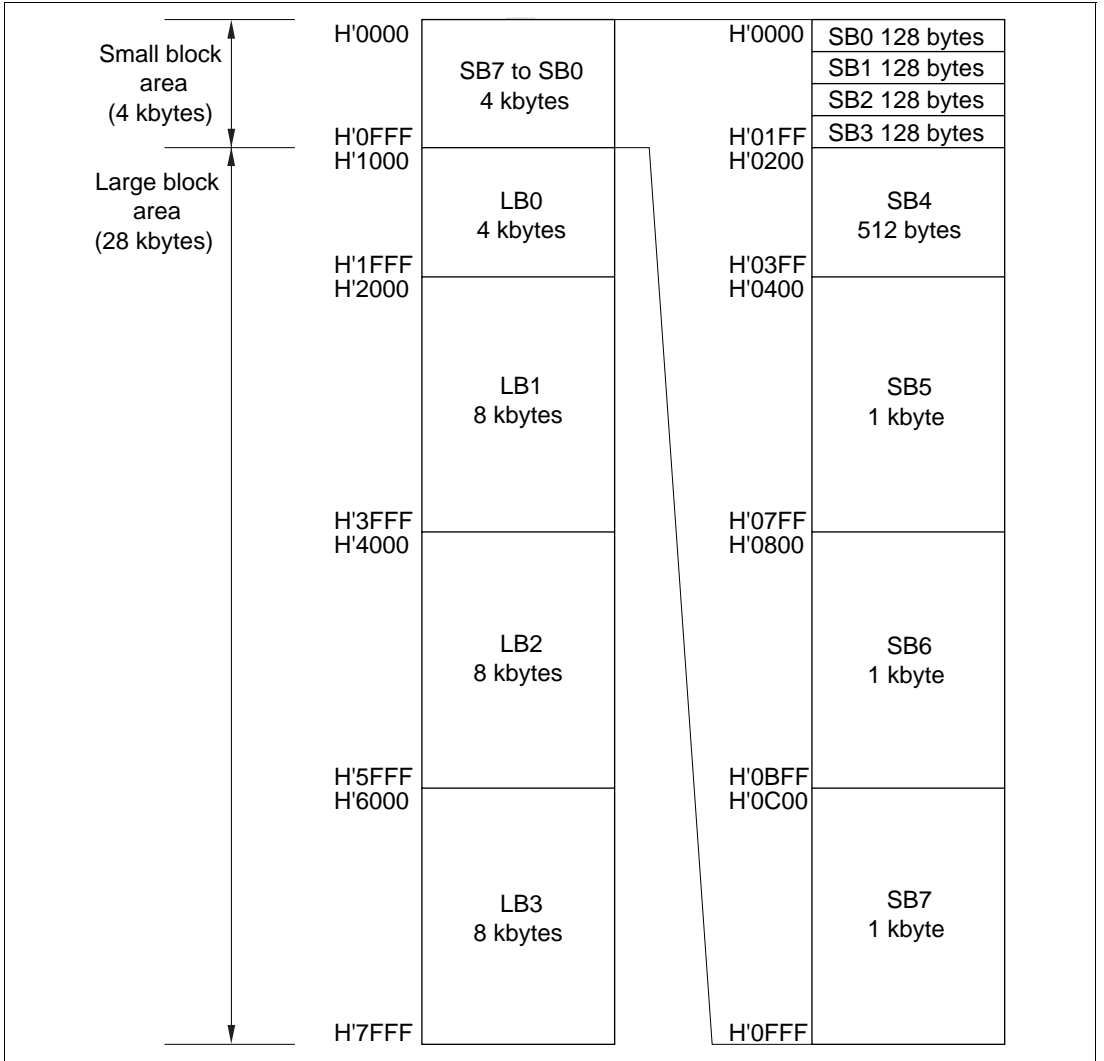 Small block
area
(4 kbytes)
Large block
area
(28 kbytes)
H'0000
SB7 to SB0
4 kbytes
H'0FFF
H'1000
LB0
4 kbytes
H'1FFF
H'2000
LB1
8 kbytes
H'3FFF
H'4000
LB2
8 kbytes
H'5FFF
H'6000
LB3
8 kbytes
H'7FFF
H'0000
SB0 128 bytes
SB1 128 bytes
SB2 128 bytes
SB3 128 bytes
H'01FF
H'0200
SB4
512 bytes
H'03FF
H'0400
SB5
1 kbyte
H'07FF
H'0800
SB6
1 kbyte
H'0BFF
H'0C00
SB7
1 kbyte
H'0FFF